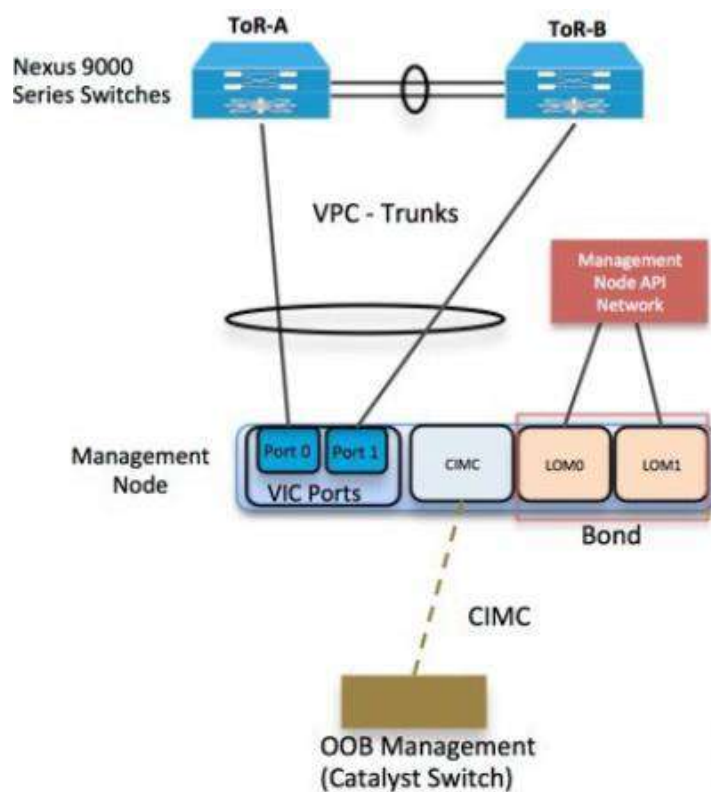 ToR-A
ToR-B
Nexus 9000
Series Switches
VPC - Trunks
Management
Node API
Network
Management
Node
Port 0
Port 1
VIC Ports
CIMC
LOM0
LOM1
Bond
CIMC
OOB Management
(Catalyst Switch)